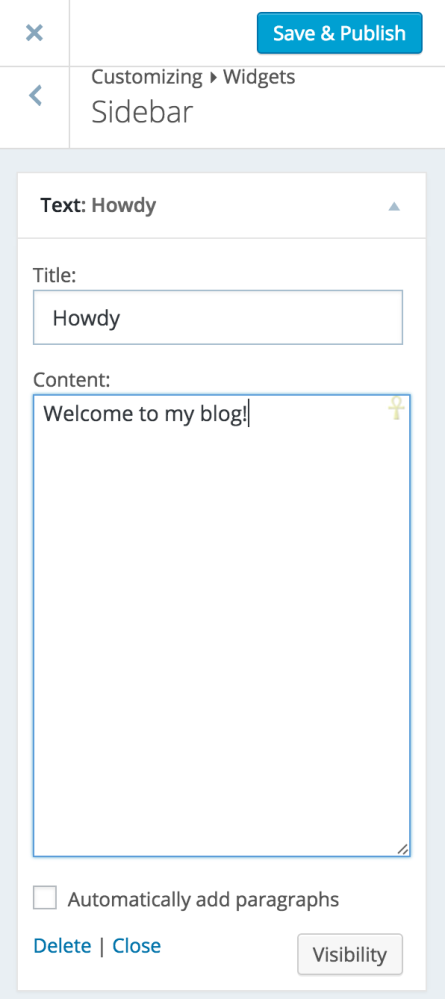 Save & Publish
Customizing ▸ Widgets
Sidebar
Text: Howdy
Title:
Howdy
Content:
Welcome to my blog!
Automatically add paragraphs
Delete | Close
Visibility